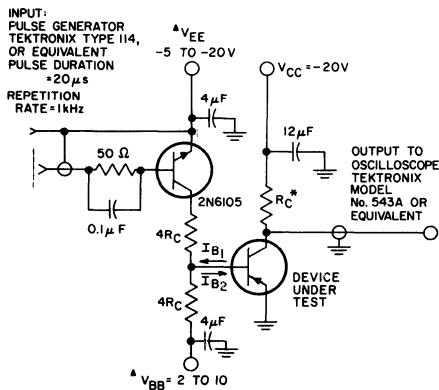 INPUT:
PULSE GENERATOR
TEKTRONIX TYPE 114,
OR EQUIVALENT
PULSE DURATION
=20μs
REPETITION
RATE=1kHz
▲VEE
-5 TO -20V
4μF
VCC=-20V
12μF
OUTPUT TO
OSCILLOSCOPE
TEKTRONIX
MODEL
No. 543A OR
EQUIVALENT
50 Ω
2N6105
RC*
0.1μF
4RC
IB1
IB2
4RC
DEVICE
UNDER
TEST
4μF
▲VBB= 2 TO 10